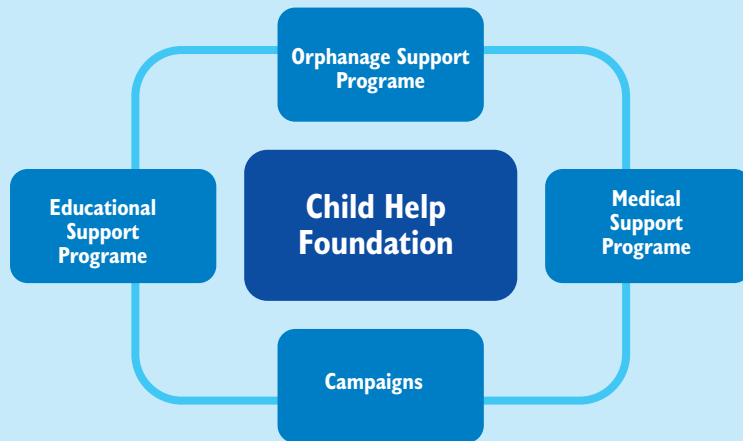 Orphanage Support
Programe
Educational
Support
Programe
Child Help
Foundation
Medical
Support
Programe
Campaigns